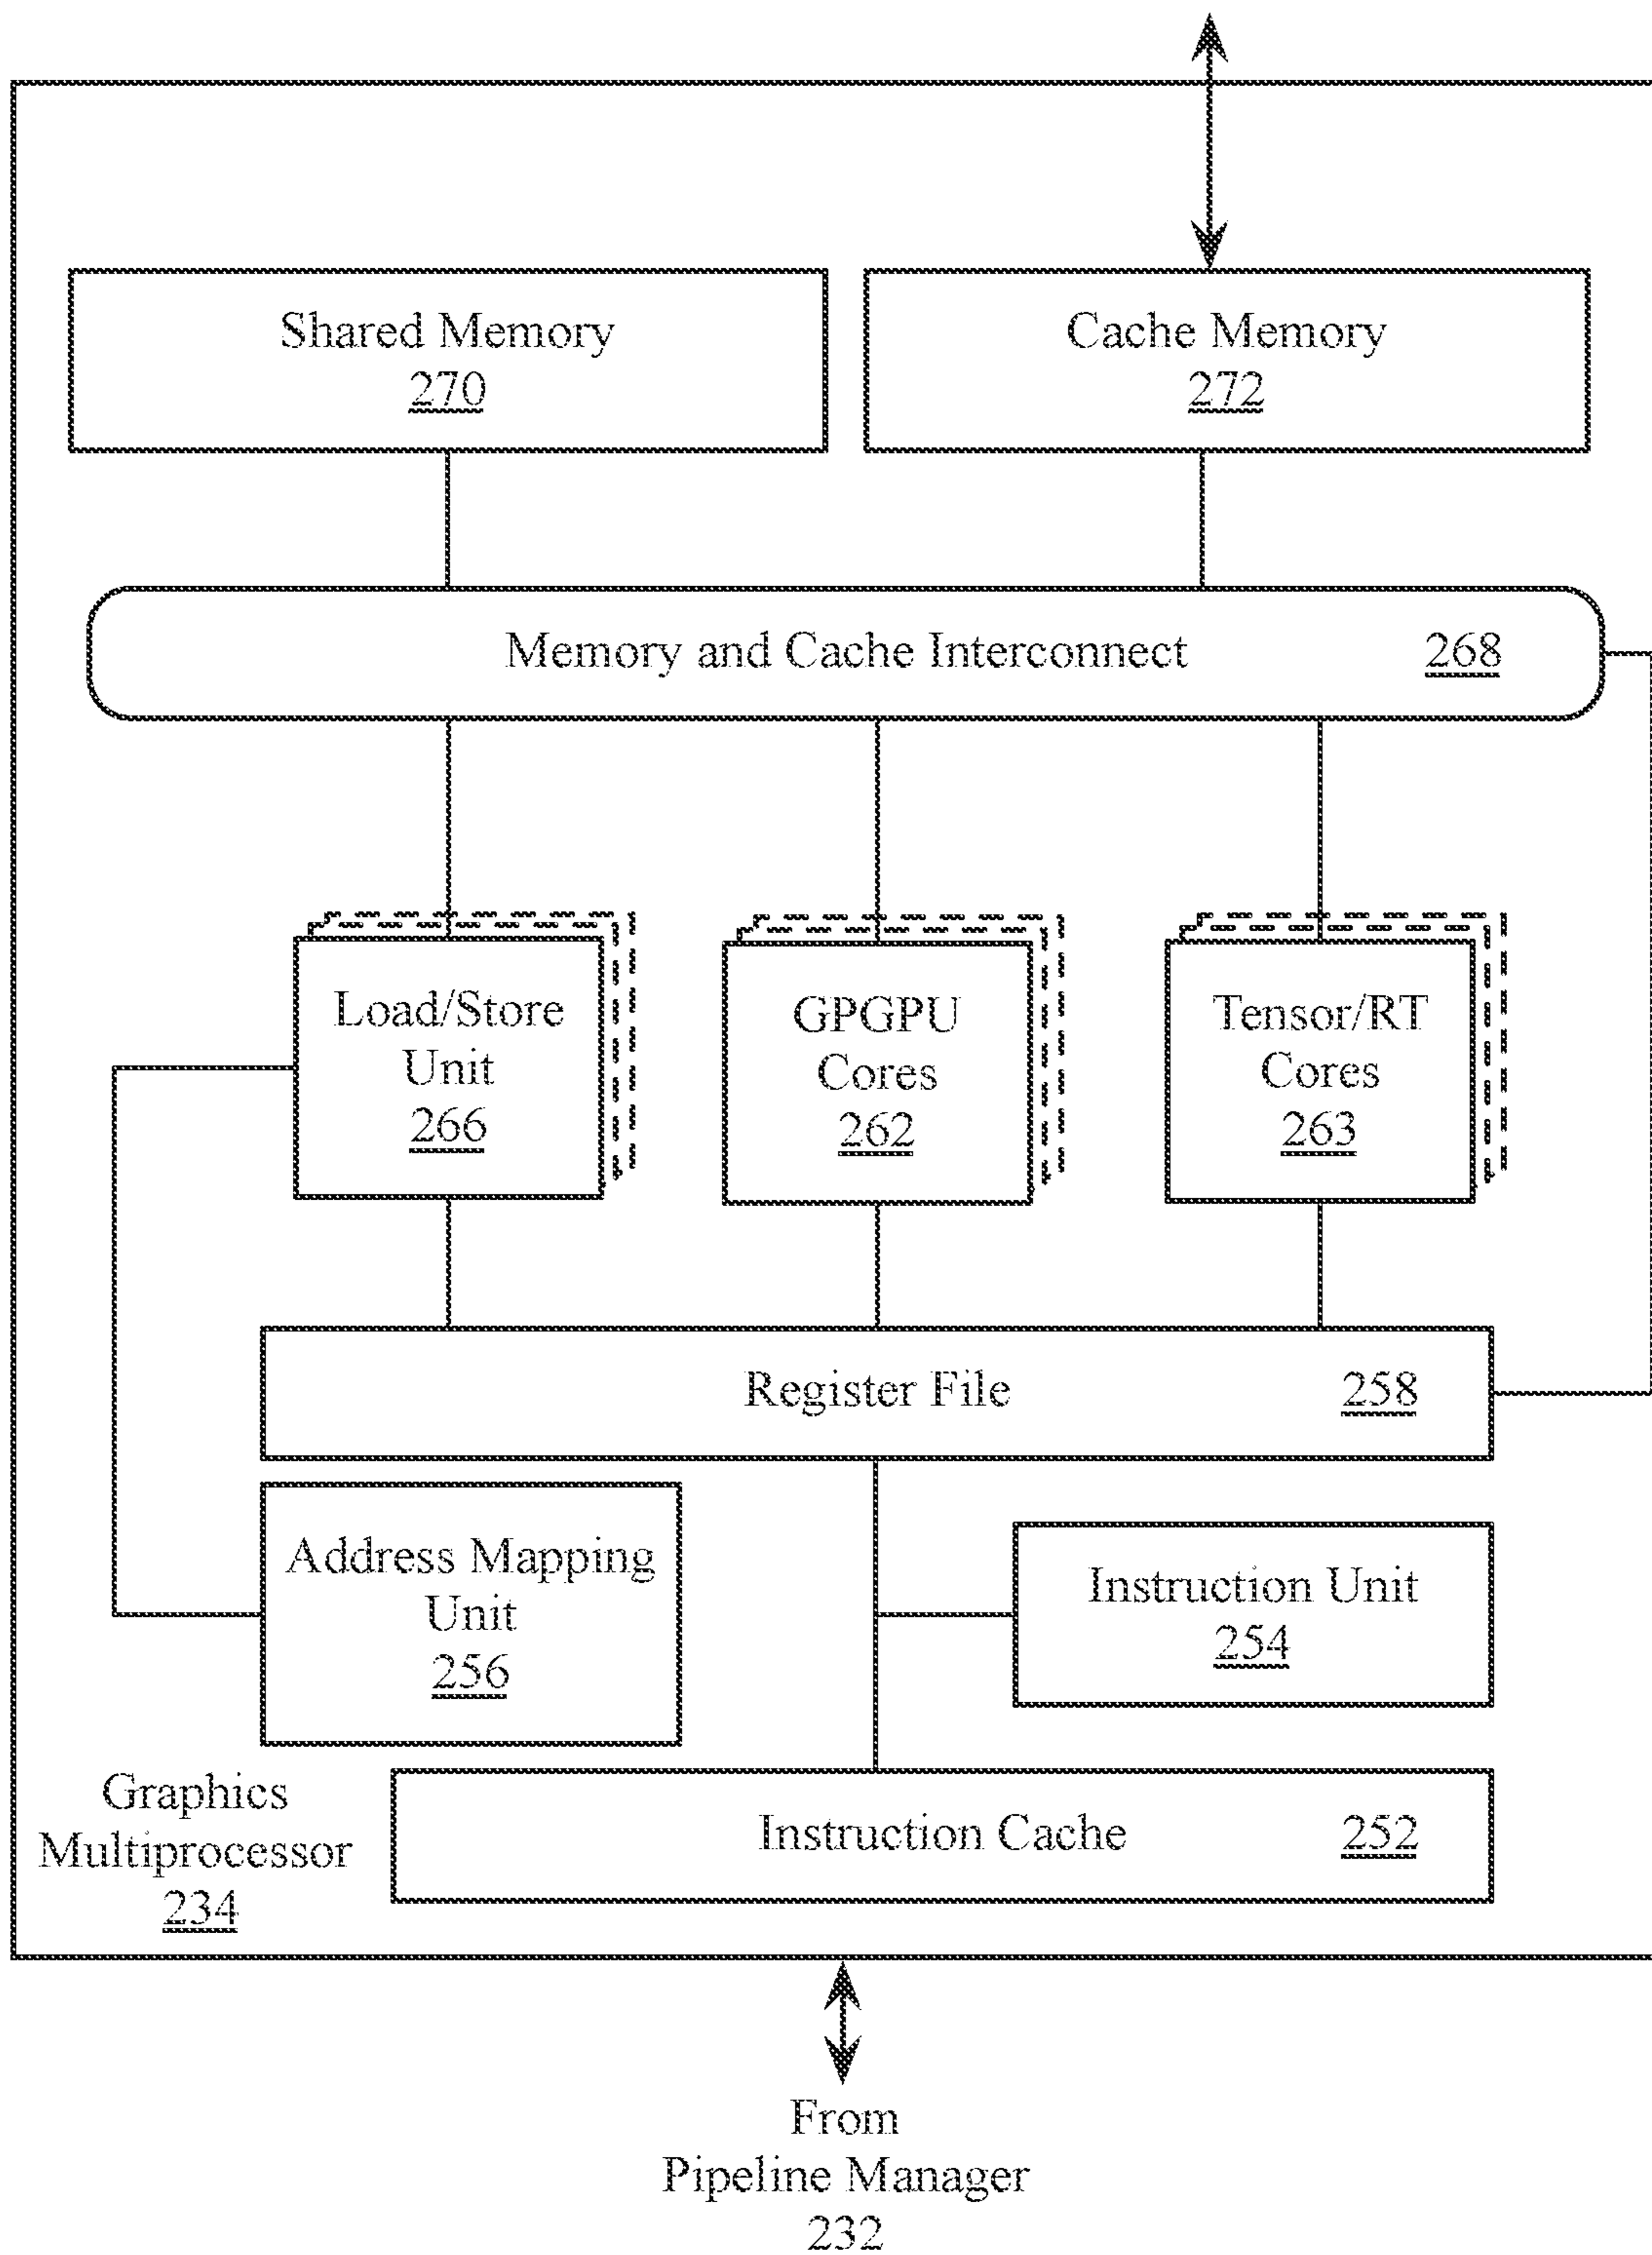 Shared Memory
270
Cache Memory
272
Memory and Cache Interconnect 268
Load/Store
Unit
266
GPGPU
Cores
262
Tensor/RT
Cores
263
Register File 258
Address Mapping
Unit
256
Instruction Unit
254
Graphics
Multiprocessor
234
Instruction Cache 252
From
Pipeline Manager
232